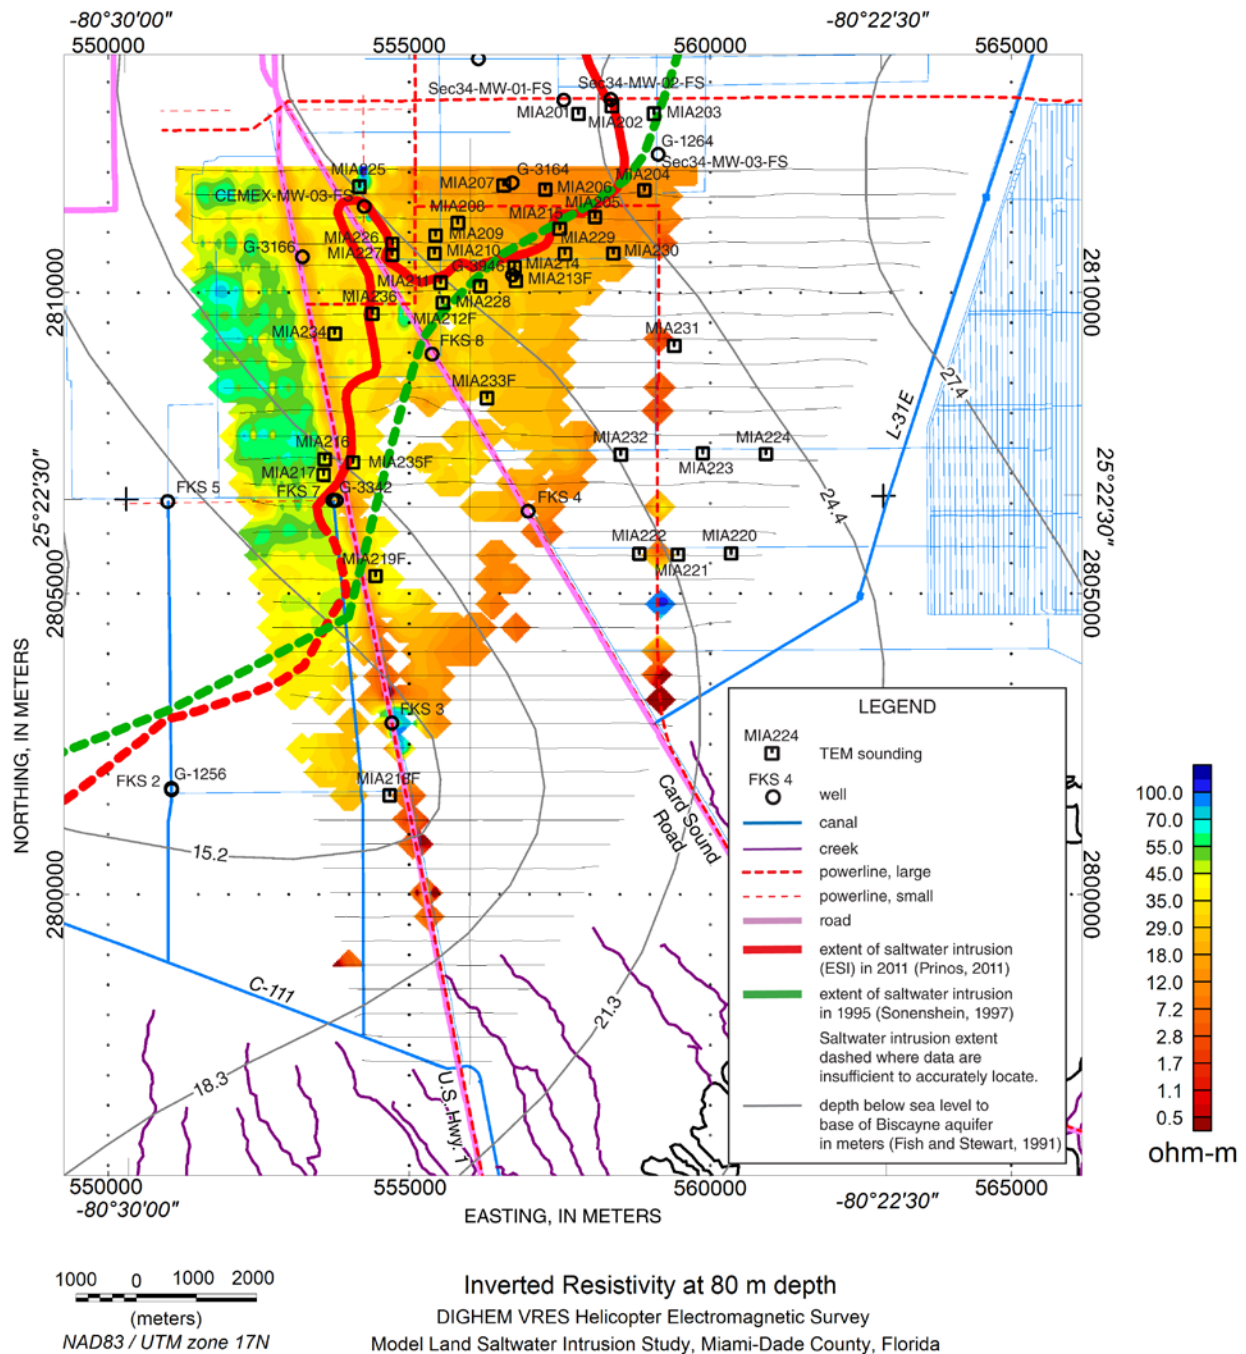 -80°30'00"
-80°22'30"
550000
555000
560000
565000
Sec34-MW-01-FS
Sec34-MW-02-FS
MIA201
MIA202
MIA203
G-1264
Sec34-MW-03-FS
MIA225
G-3164
MIA207
MIA206
MIA204
CEMEX-MW-03-FS
MIA205
MIA208
MIA215
MIA226
MIA209
MIA229
G-3166
MIA227
MIA210
MIA214
MIA230
G-3946
MIA211
MIA213F
MIA236
MIA228
2810000
2810000
MIA234
MIA212F
MIA231
FKS 8
27.4
MIA233F
L-31E
MIA216
MIA232
MIA224
MIA217
MIA235F
MIA223
25°22'30"
25°22'30"
FKS 5
FKS 7
G-3342
FKS 4
24.4
MIA222
MIA220
MIA219F
MIA221
2805000
2805000
NORTHING, IN METERS
FKS 3
FKS 2
G-1256
MIA218F
Card Sound
Road
15.2
2800000
2800000
C-111
21.3
18.3
U.S. Hwy. 1
LEGEND
MIA224
TEM sounding
FKS 4
well
canal
creek
powerline, large
powerline, small
road
extent of saltwater intrusion
(ESI) in 2011 (Prinos, 2011)
extent of saltwater intrusion
in 1995 (Sonenshein, 1997)
Saltwater intrusion extent
dashed where data are
insufficient to accurately locate.
depth below sea level to
base of Biscayne aquifer
in meters (Fish and Stewart, 1991)
100.0
70.0
55.0
45.0
35.0
29.0
18.0
12.0
7.2
2.8
1.7
1.1
0.5
ohm-m
550000
555000
560000
565000
-80°30'00"
-80°22'30"
EASTING, IN METERS
1000 0 1000 2000
(meters)
NAD83 / UTM zone 17N
Inverted Resistivity at 80 m depth
DIGHEM VRES Helicopter Electromagnetic Survey
Model Land Saltwater Intrusion Study, Miami-Dade County, Florida